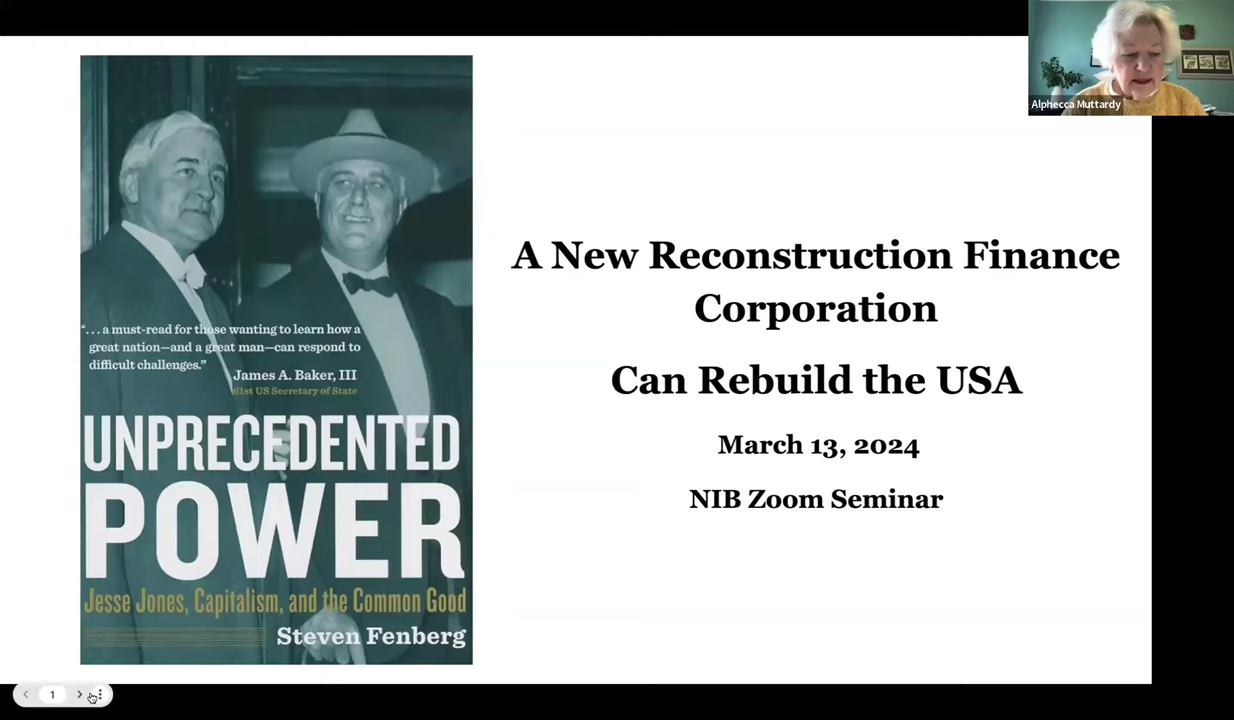 Alphecca Muttardy
“. . . a must-read for those wanting to learn how a
great nation—and a great man—can respond to
difficult challenges.”
James A. Baker, III
61st US Secretary of State
UNPRECEDENTED
POWER
Jesse Jones, Capitalism, and the Common Good
Steven Fenberg
A New Reconstruction Finance
Corporation
Can Rebuild the USA
March 13, 2024
NIB Zoom Seminar
1